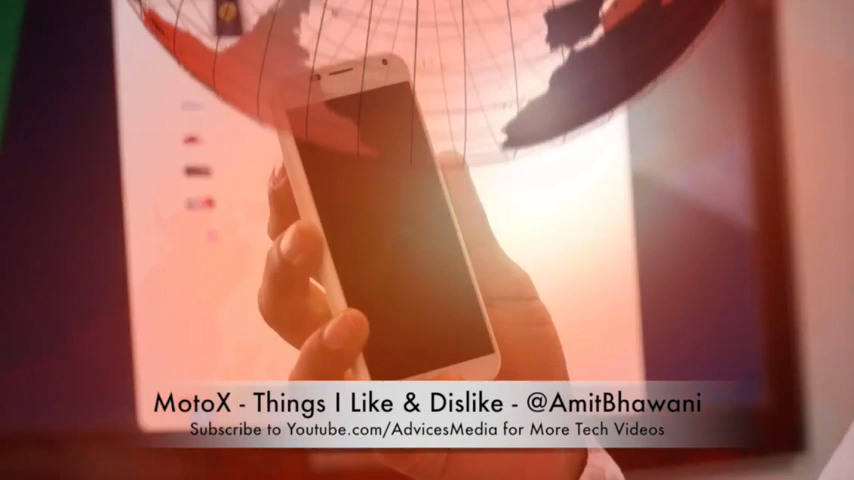 MotoX - Things I Like & Dislike - @AmitBhawani
Subscribe to Youtube.com/AdvicesMedia for More Tech Videos